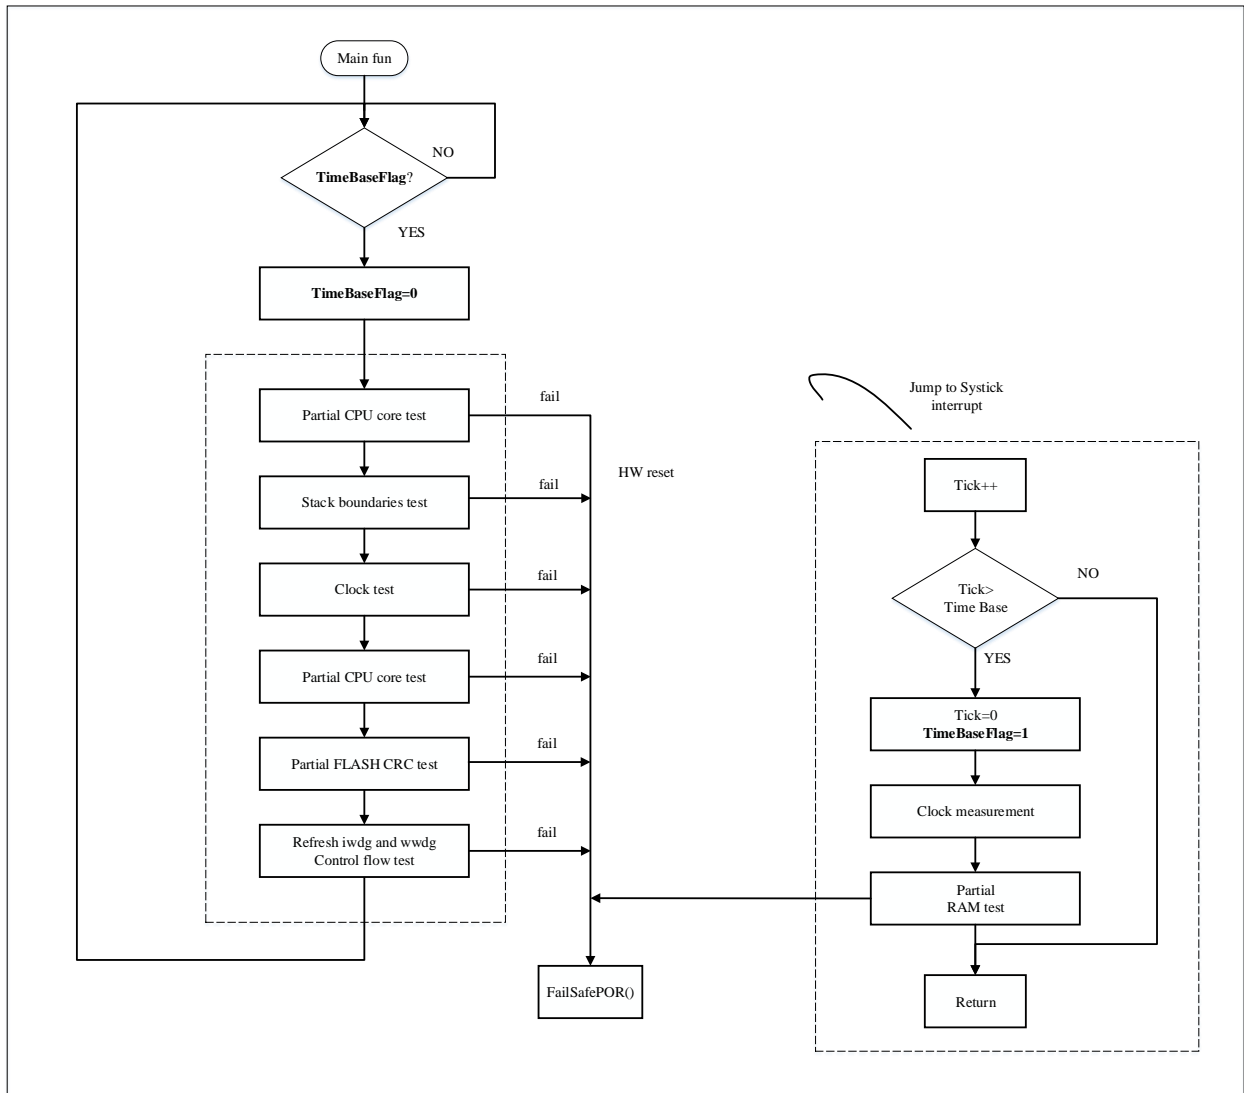 Main fun
NO
TimeBaseFlag?
YES
TimeBaseFlag=0
Partial CPU core test
fail
Stack boundaries test
fail
HW reset
Clock test
fail
Partial CPU core test
fail
Partial FLASH CRC test
fail
Refresh iwdg and wwdg
Control flow test
fail
FailSafePOR()
Jump to Systick
interrupt
Tick++
Tick>
Time Base
NO
YES
Tick=0
TimeBaseFlag=1
Clock measurement
Partial
RAM test
Return